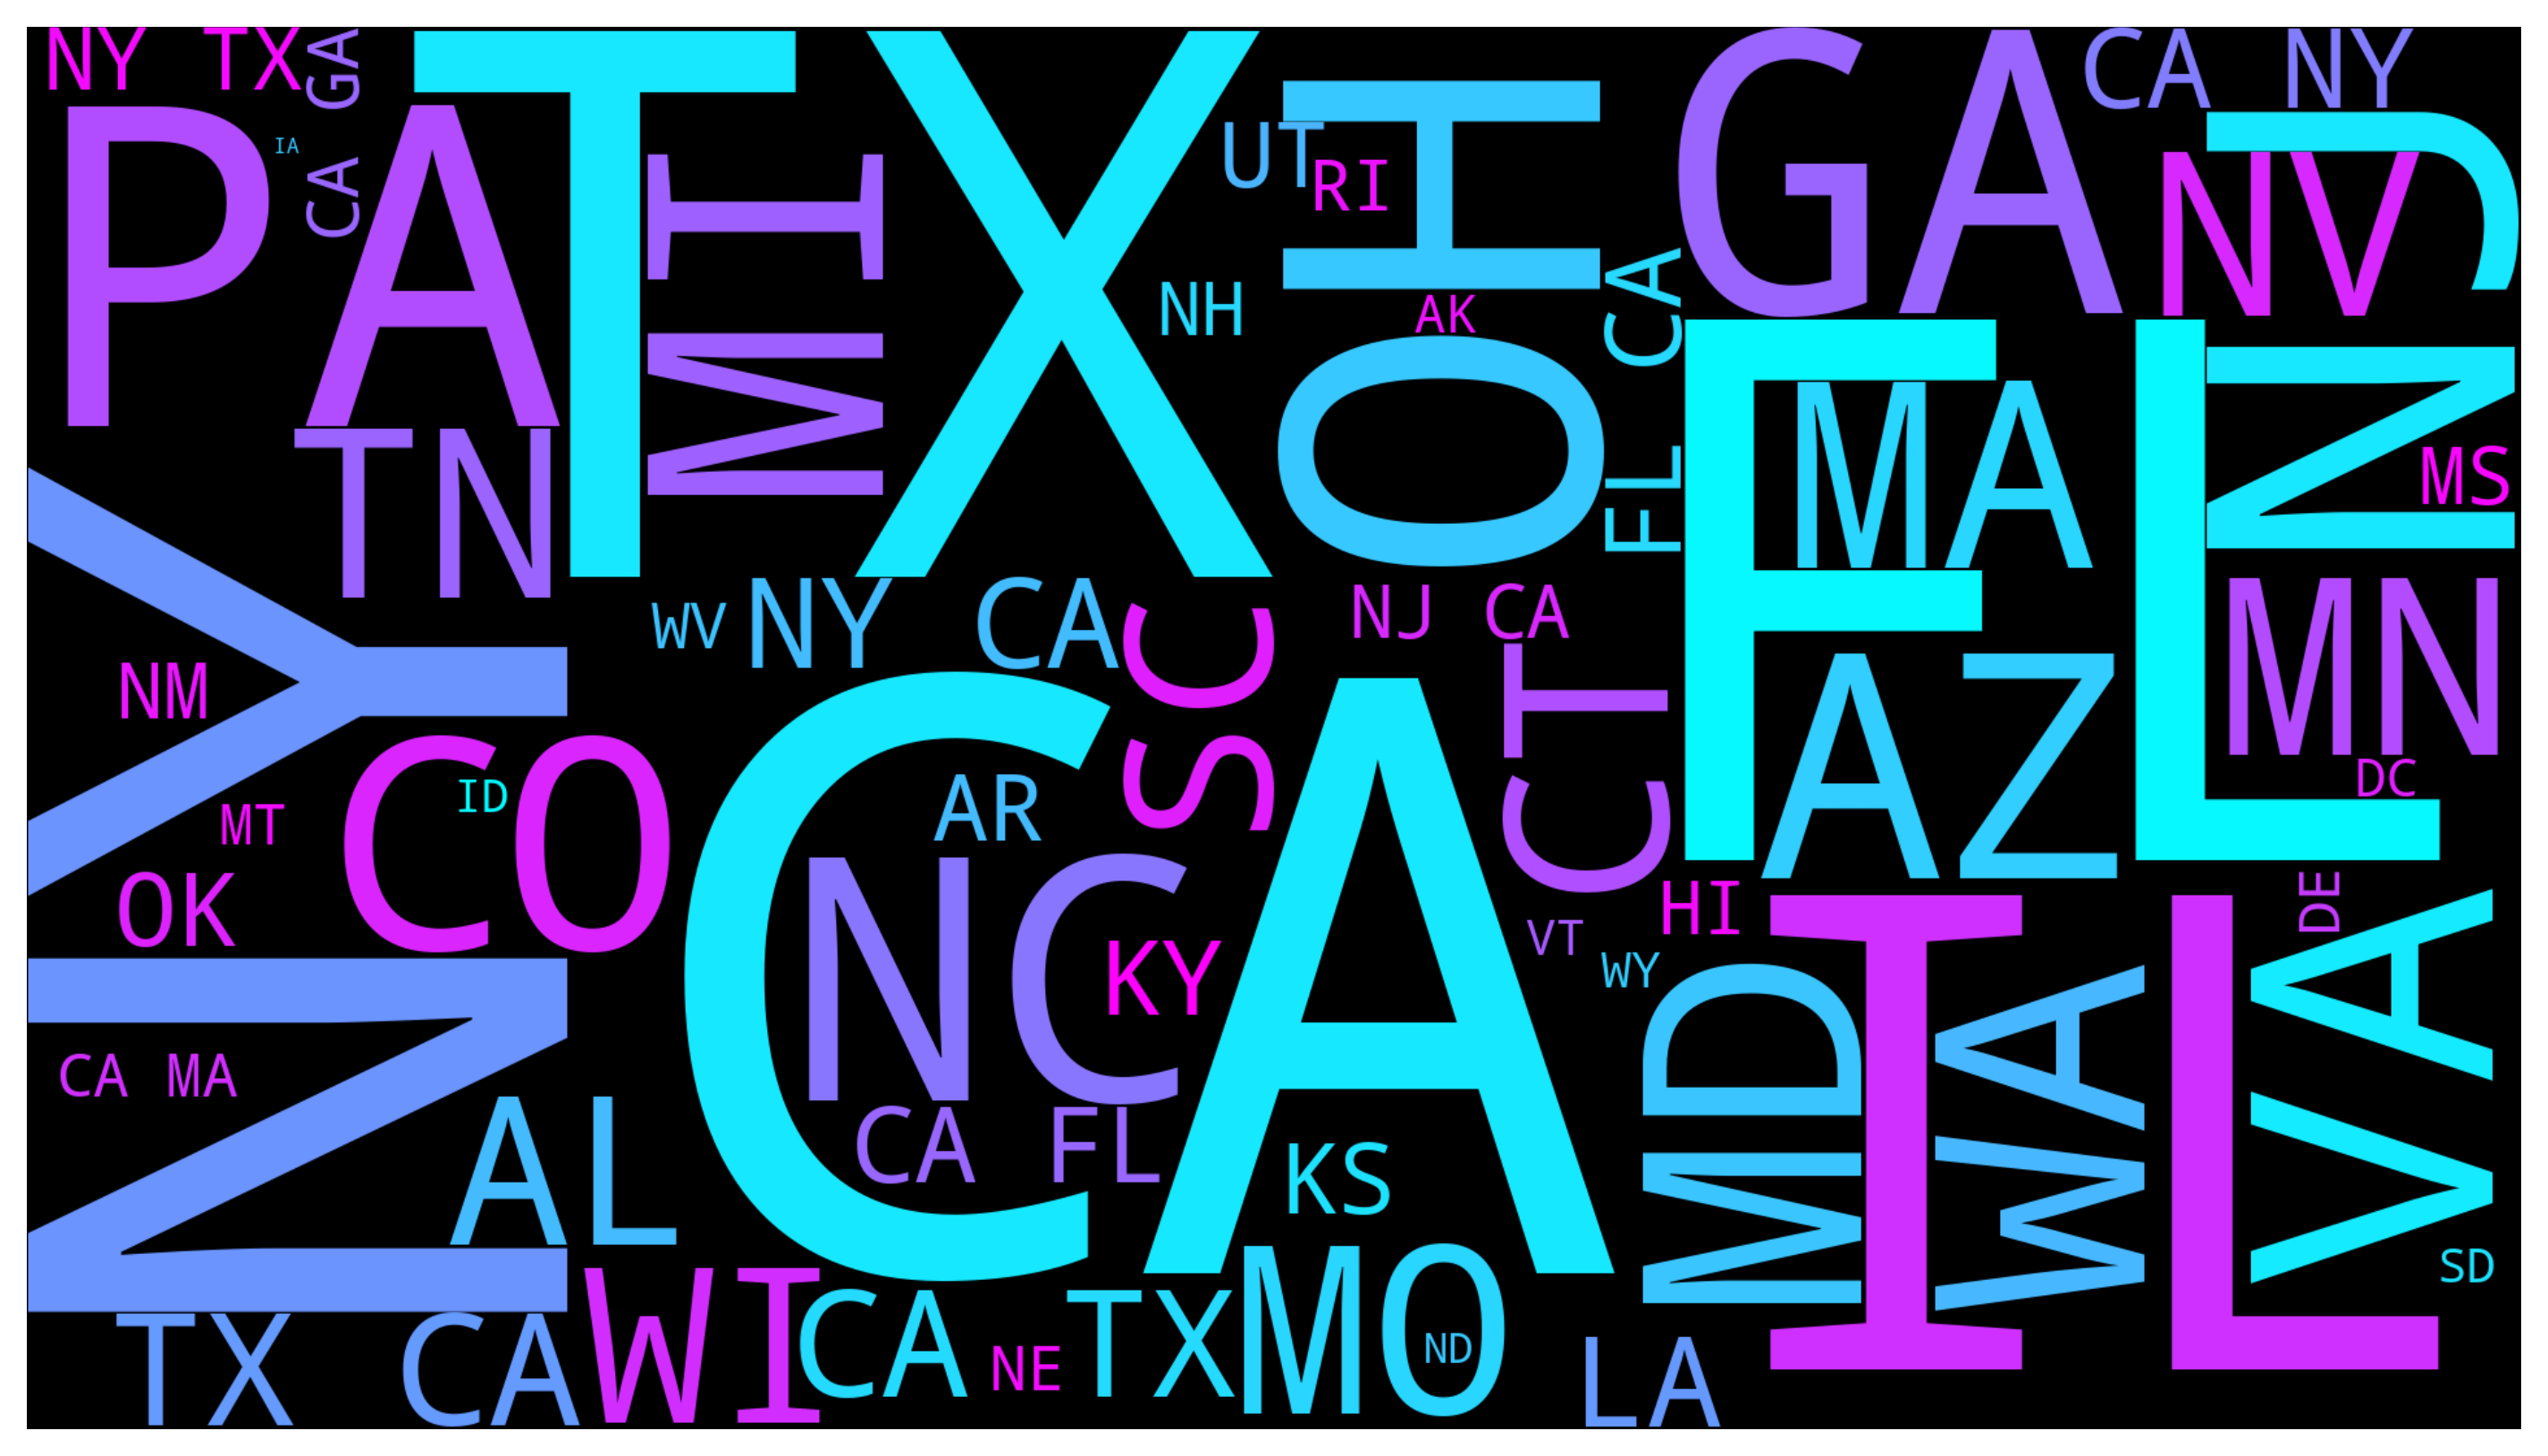 NY TX
CA GA
CA NY
PA
IA
TX
MI
UT
RI
OH
GA
NV
NJ
NH
AK
FL CA
TN
MA
MS
NY
WV
NY CA
SC
NJ CA
CT
FL
MN
AZ
NM
CO
ID
MT
AR
CA
DC
OK
NC
KY
VT
HI
WY
IL
DE
VA
CA MA
AL
CA FL
KS
MD
WA
SD
TX CA
WI
CA TX
NE
MO
ND
LA